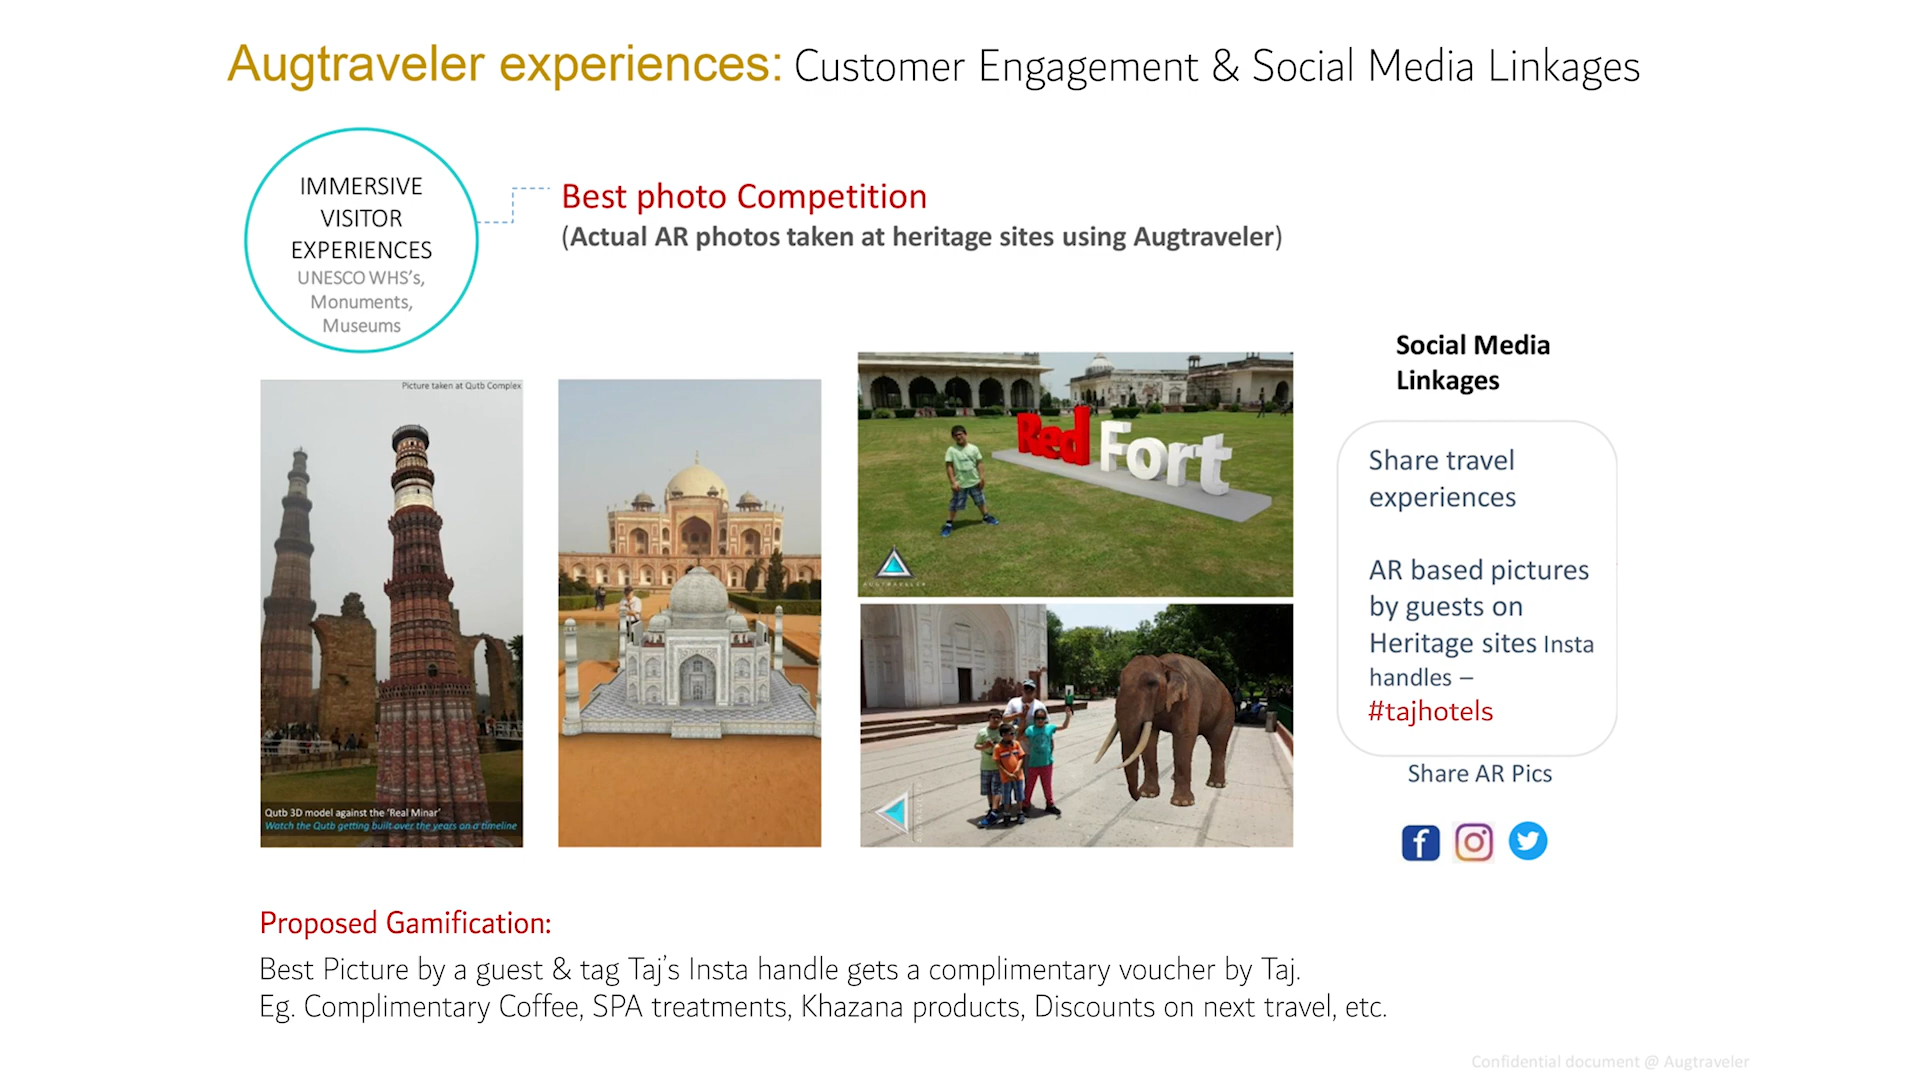 Augtraveler experiences: Customer Engagement & Social Media Linkages
IMMERSIVE
VISITOR
EXPERIENCES
UNESCO WHS's,
Monuments,
Museums
Best photo Competition
(Actual AR photos taken at heritage sites using Augtraveler)
Picture taken at Qutb Complex
Qutb 3D model against the 'Real Minar'
Watch the Qutb getting built over the years on a timeline
Red Fort
AUGTRAVELER
Social Media
Linkages
Share travel
experiences
AR based pictures
by guests on
Heritage sites Insta
handles –
#tajhotels
Share AR Pics
Proposed Gamification:
Best Picture by a guest & tag Taj's Insta handle gets a complimentary voucher by Taj.
Eg. Complimentary Coffee, SPA treatments, Khazana products, Discounts on next travel, etc.
Confidential document @ Augtraveler